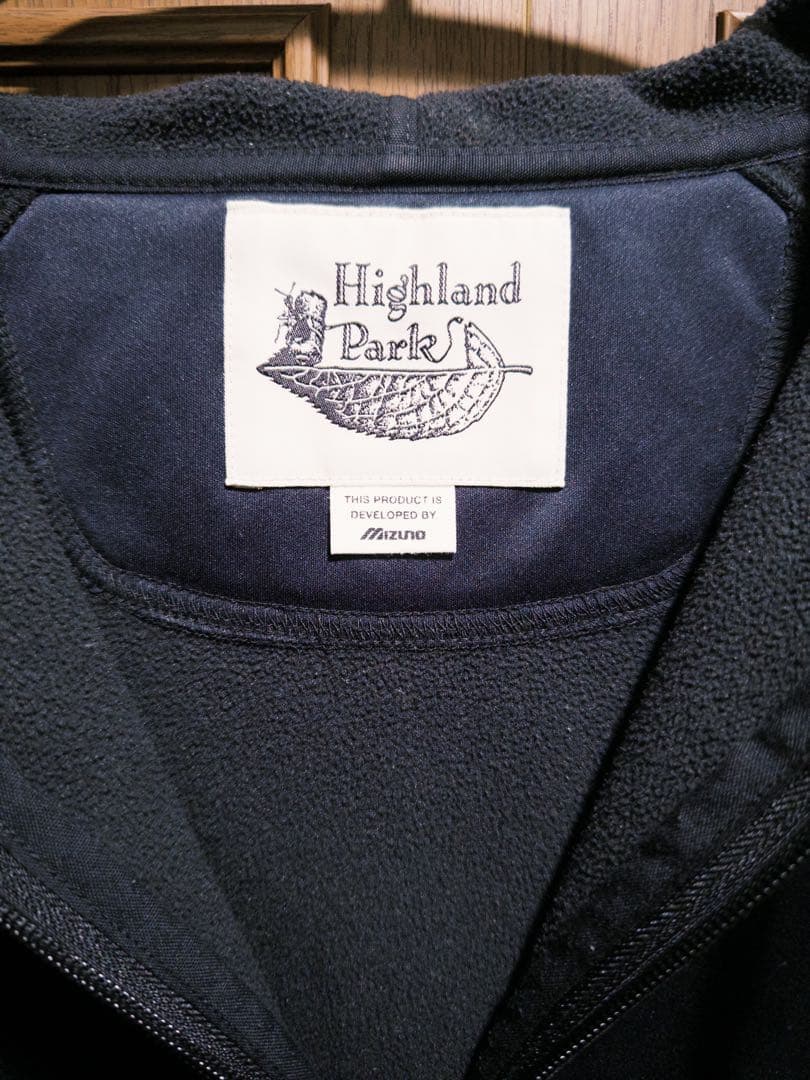 Highland
Park
THIS PRODUCT IS
DEVELOPED BY
MIZUNO